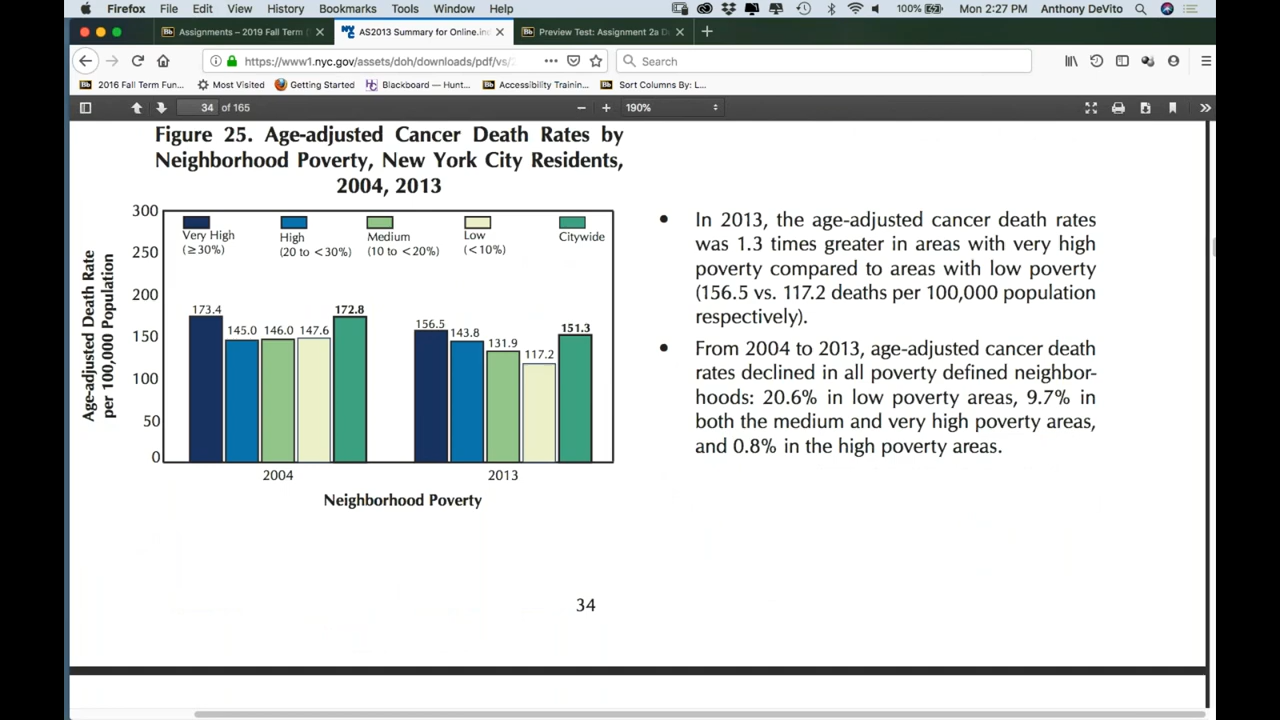 Firefox File Edit View History Bookmarks Tools Window Help 100% Mon 2:27 PM Anthony DeVito
Assignments – 2019 Fall Term AS2013 Summary for Online.in Preview Test: Assignment 2a
https://www1.nyc.gov/assets/doh/downloads/pdf/vs/ Search
2016 Fall Term Fun... Most Visited Getting Started Blackboard — Hunt... Accessibility Training... Sort Columns By: L...
34 of 165 190%
Figure 25. Age-adjusted Cancer Death Rates by
Neighborhood Poverty, New York City Residents,
2004, 2013
Age-adjusted Death Rate
per 100,000 Population
300
250
200
150
100
50
0
Very High
(≥30%)
High
(20 to <30%)
Medium
(10 to <20%)
Low
(<10%)
Citywide
173.4 145.0 146.0 147.6 172.8
156.5 143.8 131.9 117.2 151.3
2004 2013
Neighborhood Poverty
• In 2013, the age-adjusted cancer death rates
was 1.3 times greater in areas with very high
poverty compared to areas with low poverty
(156.5 vs. 117.2 deaths per 100,000 population
respectively).
• From 2004 to 2013, age-adjusted cancer death
rates declined in all poverty defined neighbor-
hoods: 20.6% in low poverty areas, 9.7% in
both the medium and very high poverty areas,
and 0.8% in the high poverty areas.
34